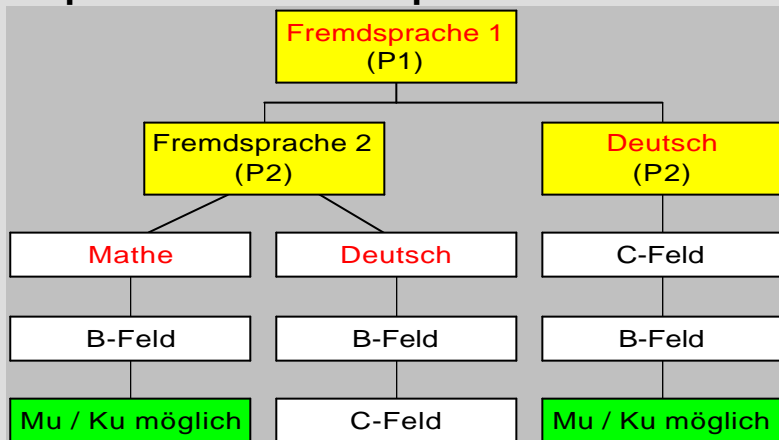 Fremdsprache 1
(P1)
Fremdsprache 2
(P2)
Deutsch
(P2)
Mathe
Deutsch
C-Feld
B-Feld
B-Feld
B-Feld
Mu / Ku möglich
C-Feld
Mu / Ku möglich